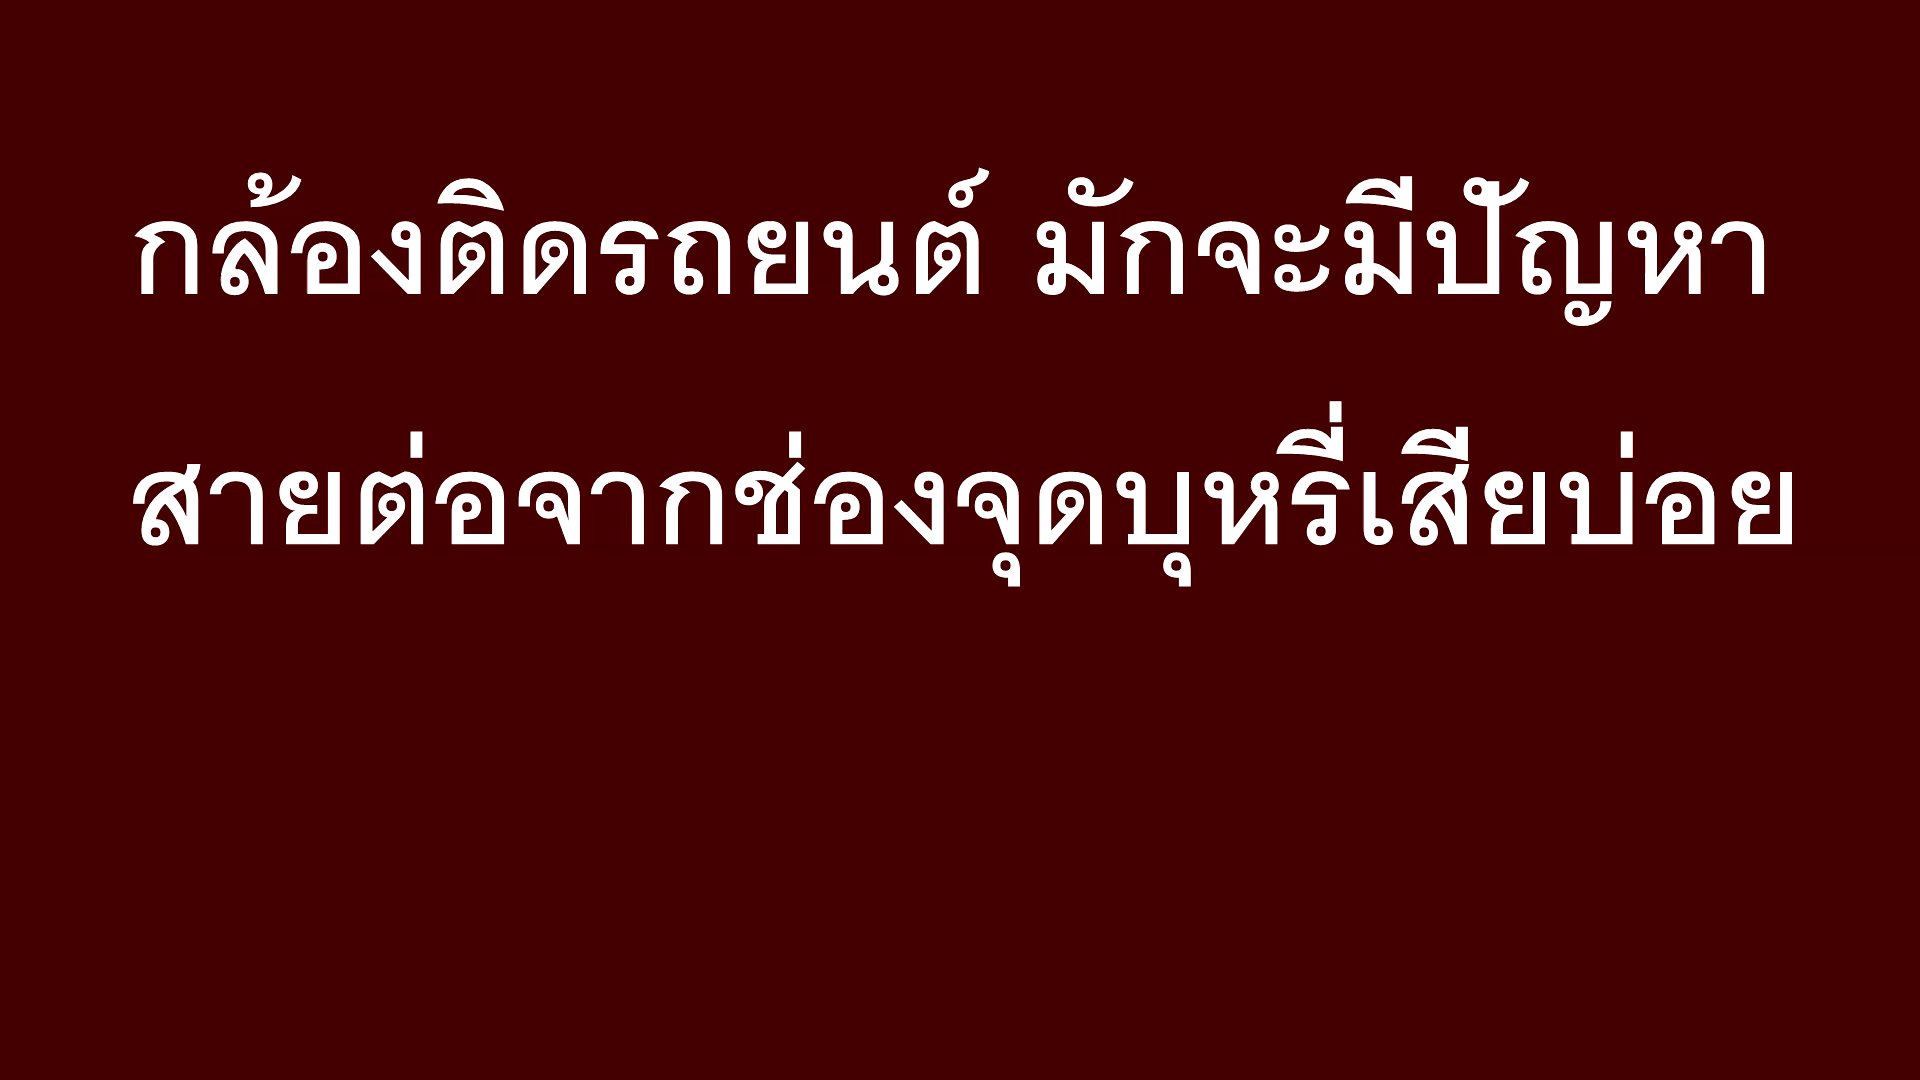 กล้องติดรถยนต์ มักจะมีปัญหา
สายต่อจากช่องจุดบุหรี่เสียบ่อย